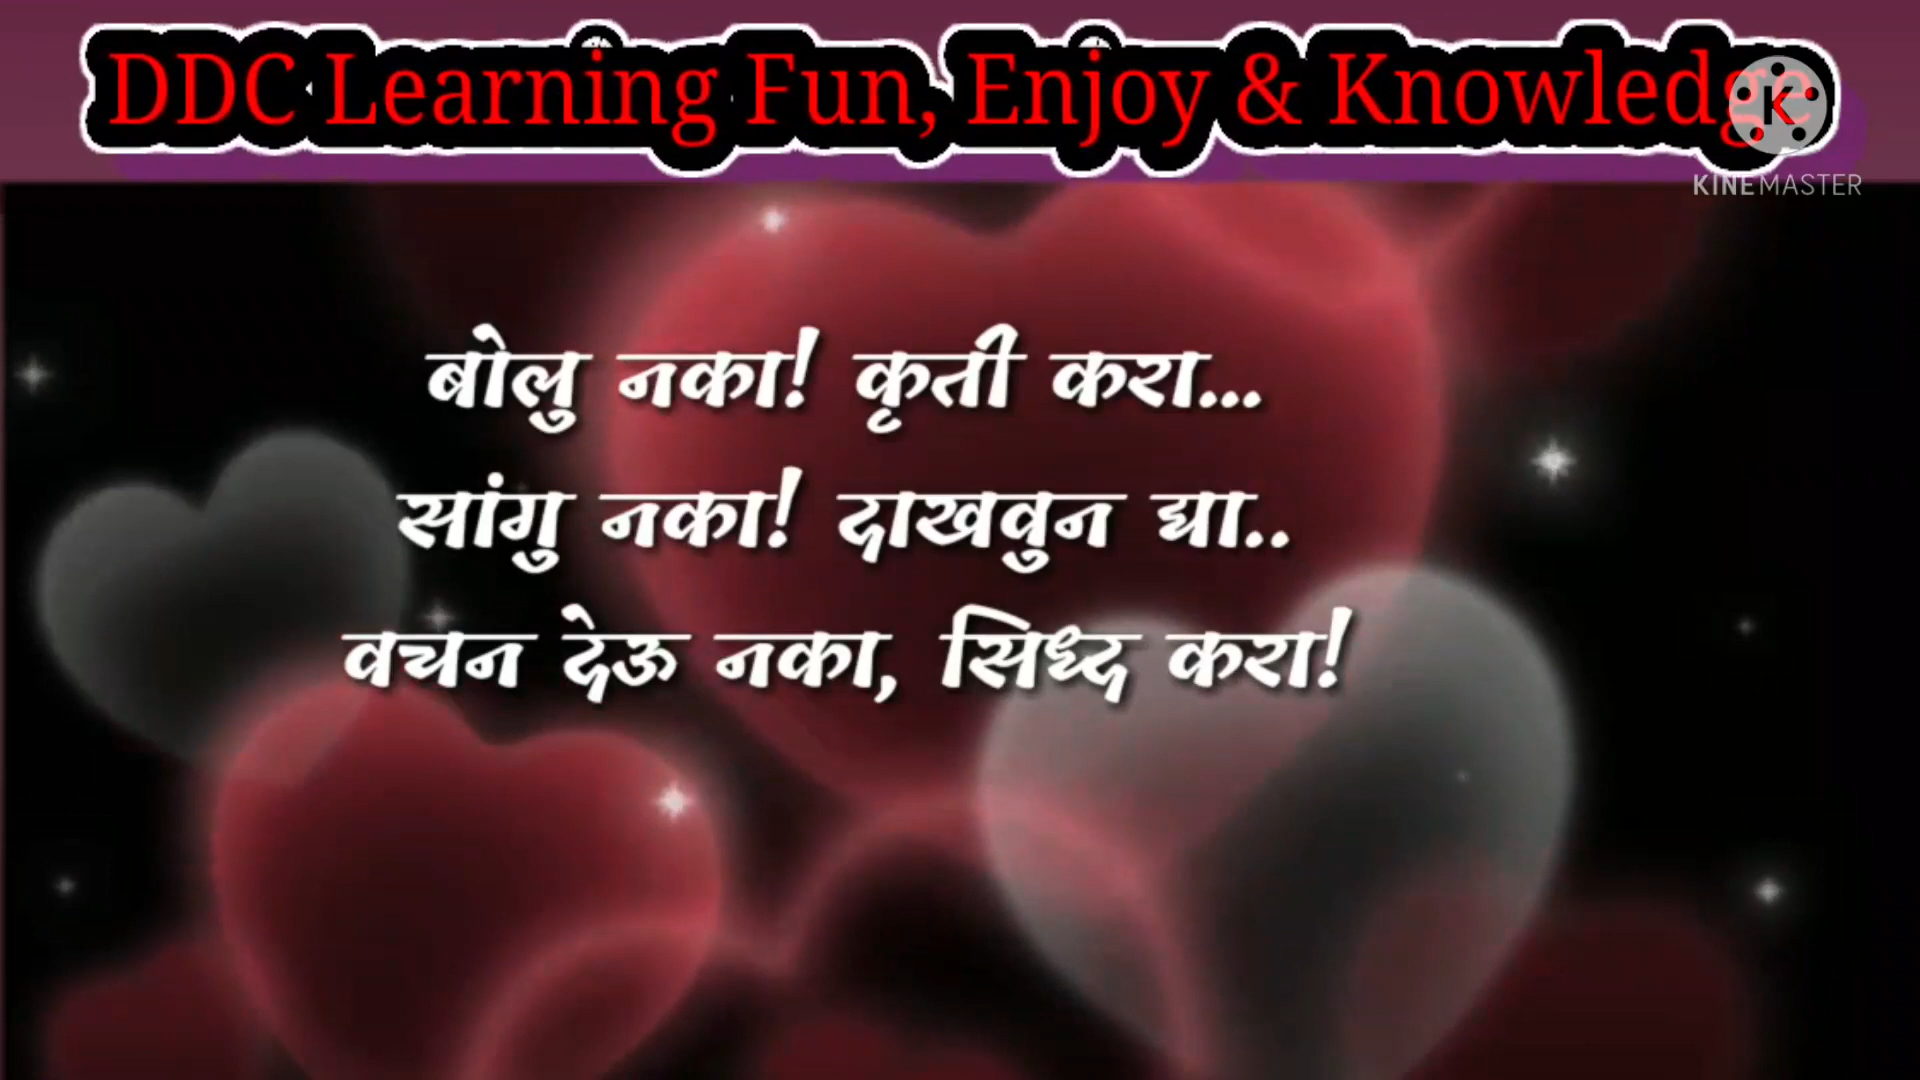 DDC Learning Fun, Enjoy & Knowledge
K
KINEMASTER
बोलु नका! कृती करा...
सांगु नका! दाखवुन द्या..
वचन देऊ नका, सिध्द करा!